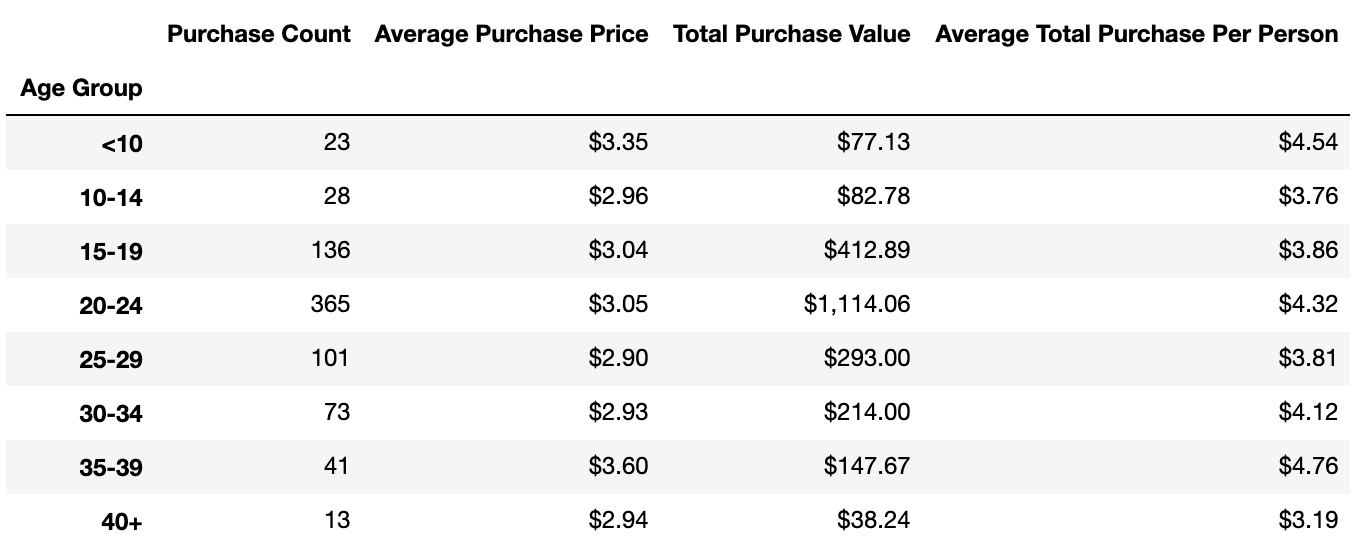 Purchase Count Average Purchase Price Total Purchase Value Average Total Purchase Per Person
Age Group
<10 23 $3.35 $77.13 $4.54
10-14 28 $2.96 $82.78 $3.76
15-19 136 $3.04 $412.89 $3.86
20-24 365 $3.05 $1,114.06 $4.32
25-29 101 $2.90 $293.00 $3.81
30-34 73 $2.93 $214.00 $4.12
35-39 41 $3.60 $147.67 $4.76
40+ 13 $2.94 $38.24 $3.19